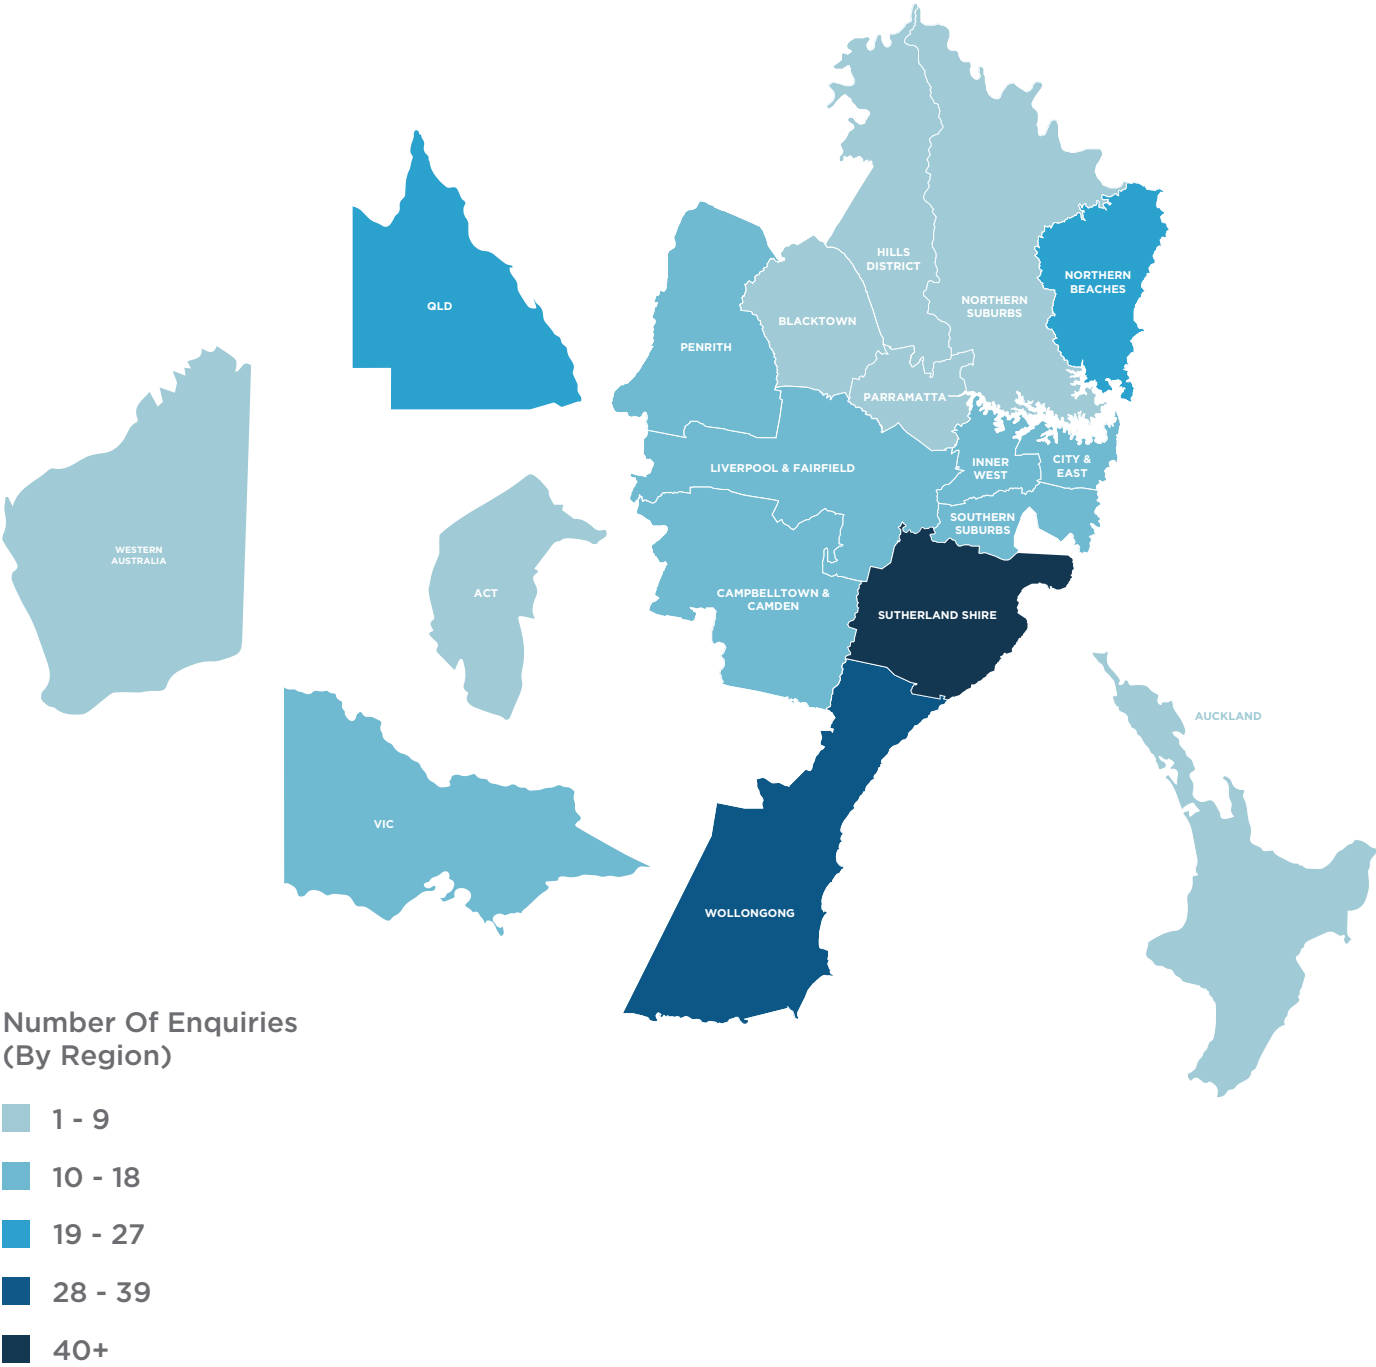 HILLS
DISTRICT
NORTHERN
BEACHES
NORTHERN
SUBURBS
QLD
BLACKTOWN
PENRITH
PARRAMATTA
LIVERPOOL & FAIRFIELD
INNER
WEST
CITY &
EAST
SOUTHERN
SUBURBS
WESTERN
AUSTRALIA
ACT
CAMPBELLTOWN &
CAMDEN
SUTHERLAND SHIRE
AUCKLAND
VIC
WOLLONGONG
Number Of Enquiries
(By Region)
1 - 9
10 - 18
19 - 27
28 - 39
40+